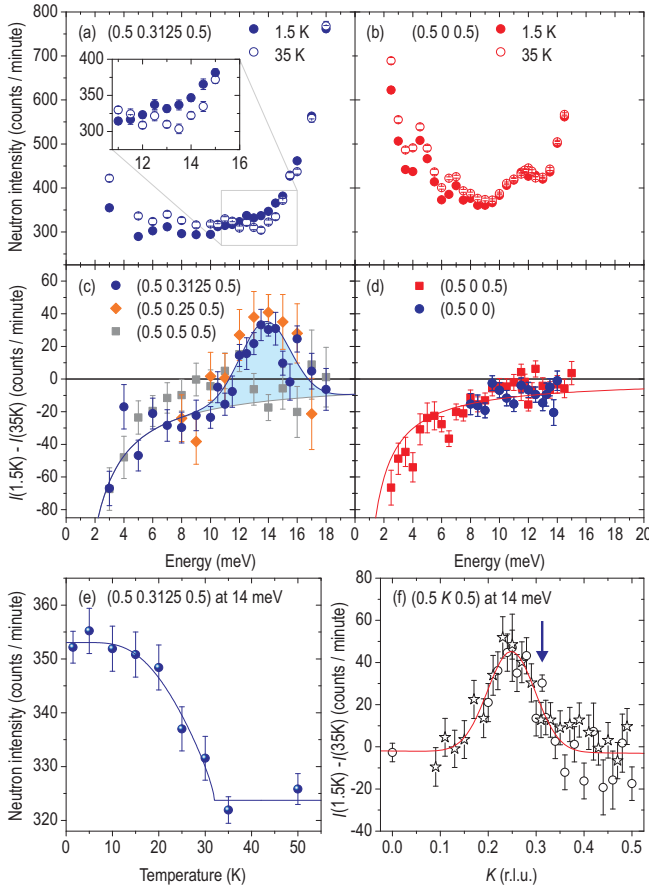 800
700
600
500
400
300
Neutron intensity (counts / minute)
(a) (0.5 0.3125 0.5)
1.5 K
35 K
400
350
300
12 14 16
(b) (0.5 0 0.5)
1.5 K
35 K
80
60
40
20
0
-20
-40
-60
-80
I(1.5K) - I(35K) (counts / minute)
(c)
(0.5 0.3125 0.5)
(0.5 0.25 0.5)
(0.5 0.5 0.5)
(d)
(0.5 0 0.5)
(0.5 0 0)
0 2 4 6 8 10 12 14 16 18
Energy (meV)
0 2 4 6 8 10 12 14 16 18 20
Energy (meV)
360
350
340
330
320
Neutron intensity (counts / minute)
(e) (0.5 0.3125 0.5) at 14 meV
0 10 20 30 40 50
Temperature (K)
80
60
40
20
0
-20
-40
I(1.5K) - I(35K) (counts / minute)
(f) (0.5 K 0.5) at 14 meV
0.0 0.1 0.2 0.3 0.4 0.5
K (r.l.u.)